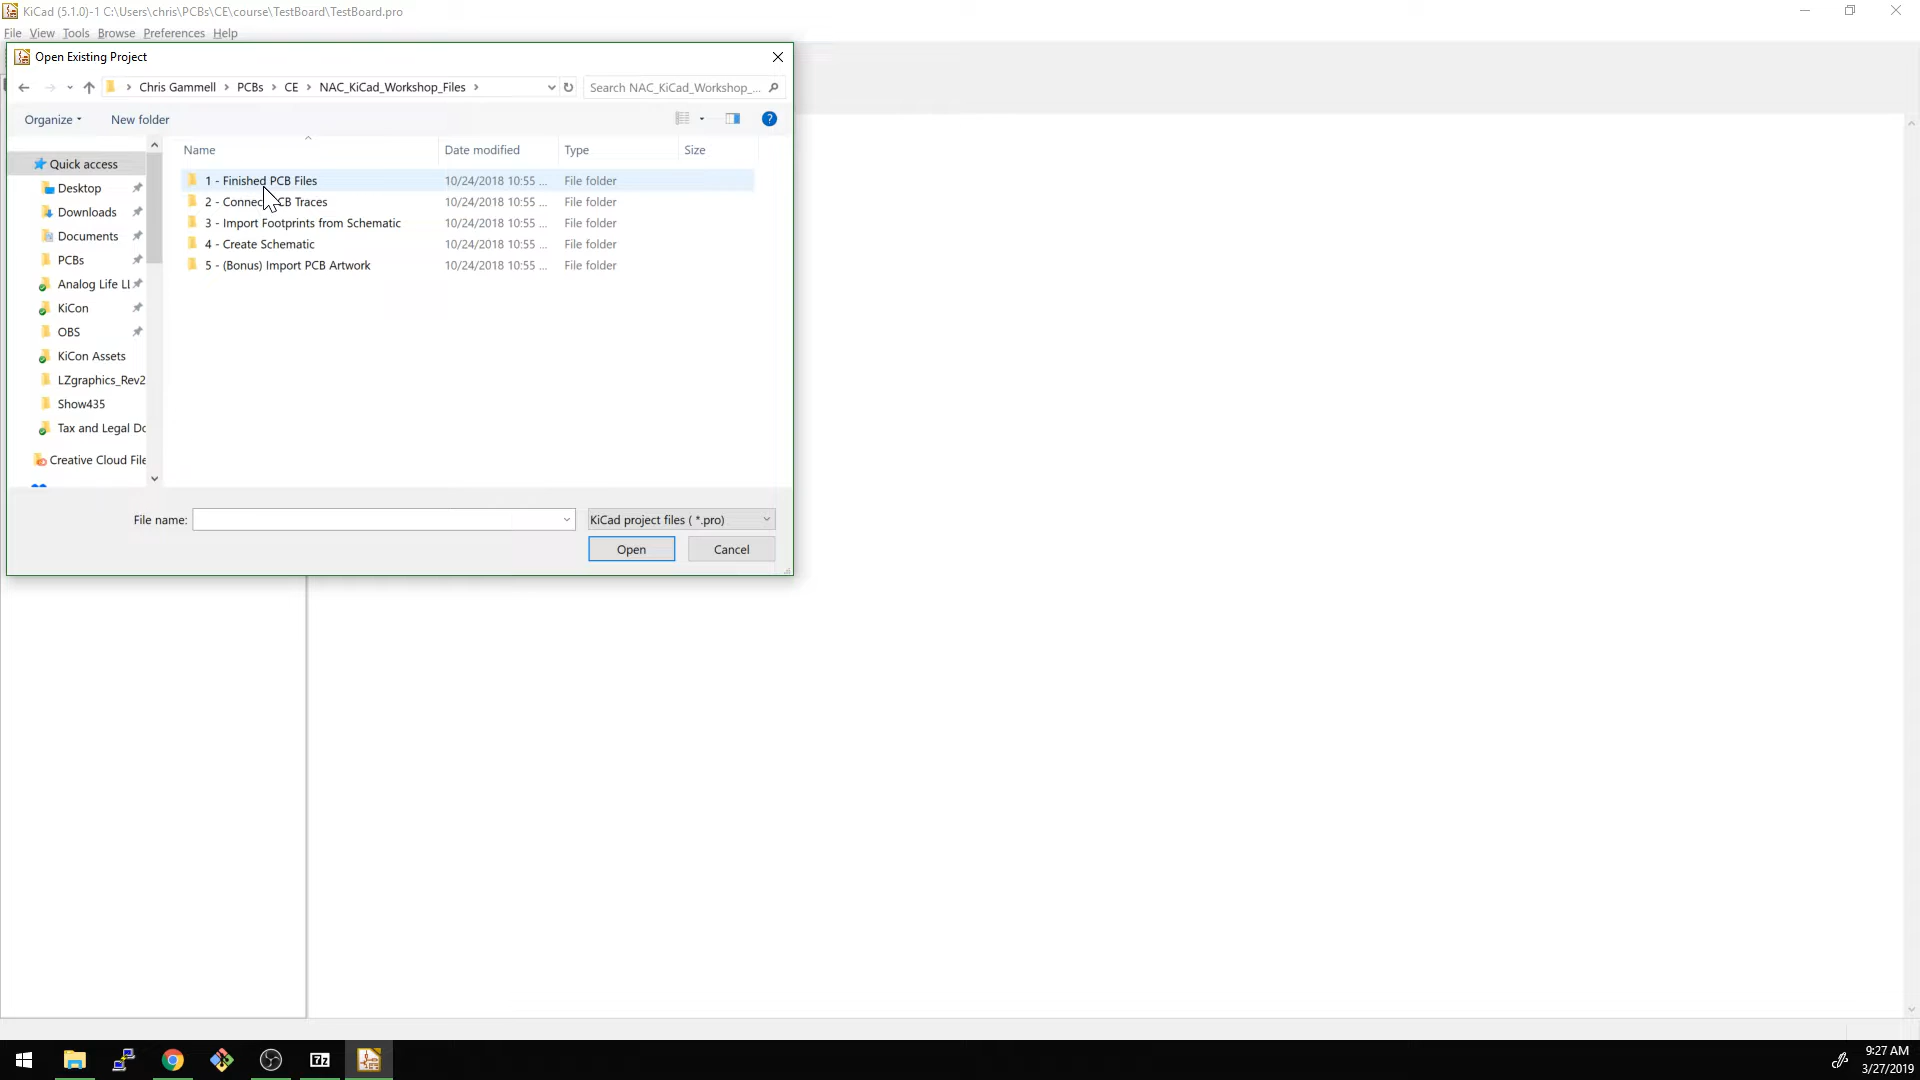 KiCad (5.1.0)-1 C:\Users\chris\PCBs\CE\course\TestBoard\TestBoard.pro
File View Tools Browse Preferences Help
Open Existing Project
Chris Gammell > PCBs > CE > NAC_KiCad_Workshop_Files > Search NAC_KiCad_Workshop_...
Organize New folder
Name Date modified Type Size
Quick access
Desktop
Downloads
Documents
PCBs
Analog Life Ll
KiCon
OBS
KiCon Assets
LZgraphics_Rev2
Show435
Tax and Legal Do
Creative Cloud File
1 - Finished PCB Files 10/24/2018 10:55 ... File folder
2 - Connec CB Traces 10/24/2018 10:55 ... File folder
3 - Import Footprints from Schematic 10/24/2018 10:55 ... File folder
4 - Create Schematic 10/24/2018 10:55 ... File folder
5 - (Bonus) Import PCB Artwork 10/24/2018 10:55 ... File folder
File name: KiCad project files ( *.pro)
Open Cancel
7z
9:27 AM
3/27/2019